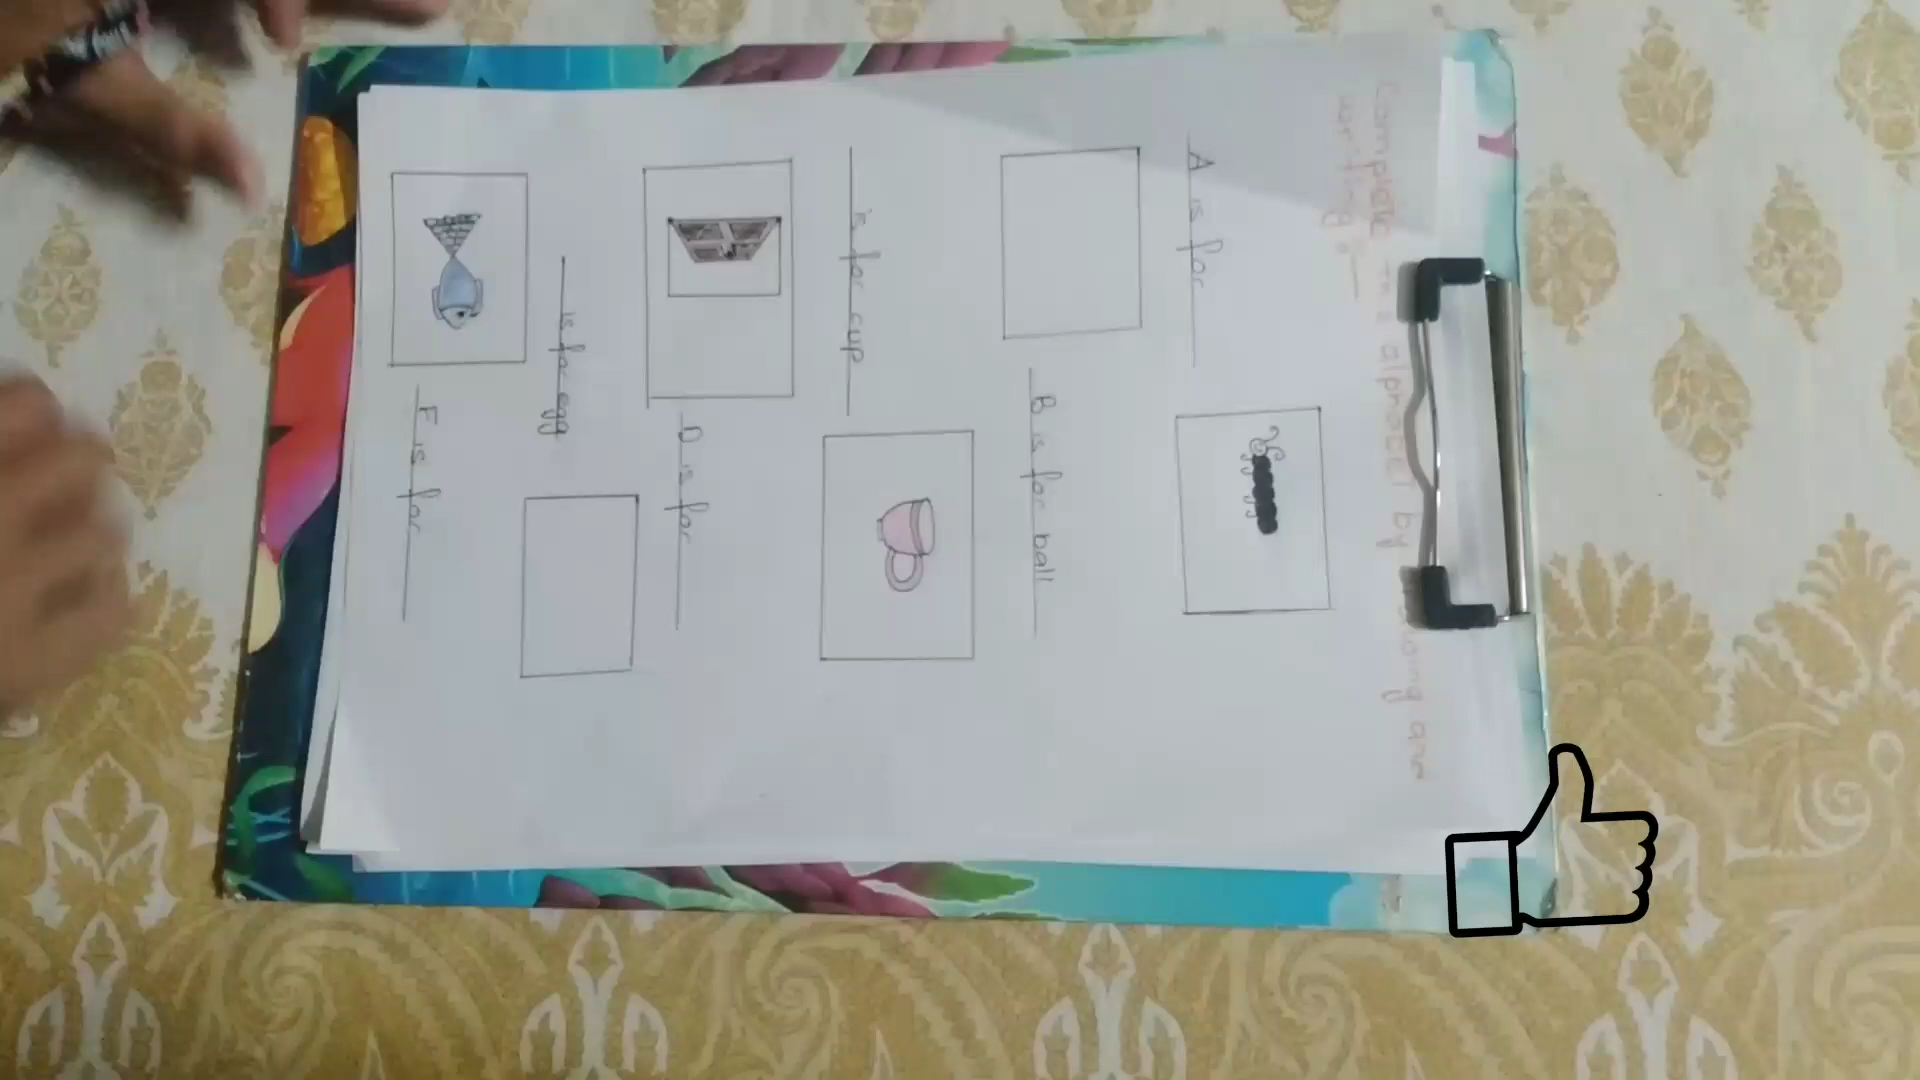 Complete alphabet by drawing and
writing :-
A is for
B is for ball
is for cup
D is for
is for egg
F is for